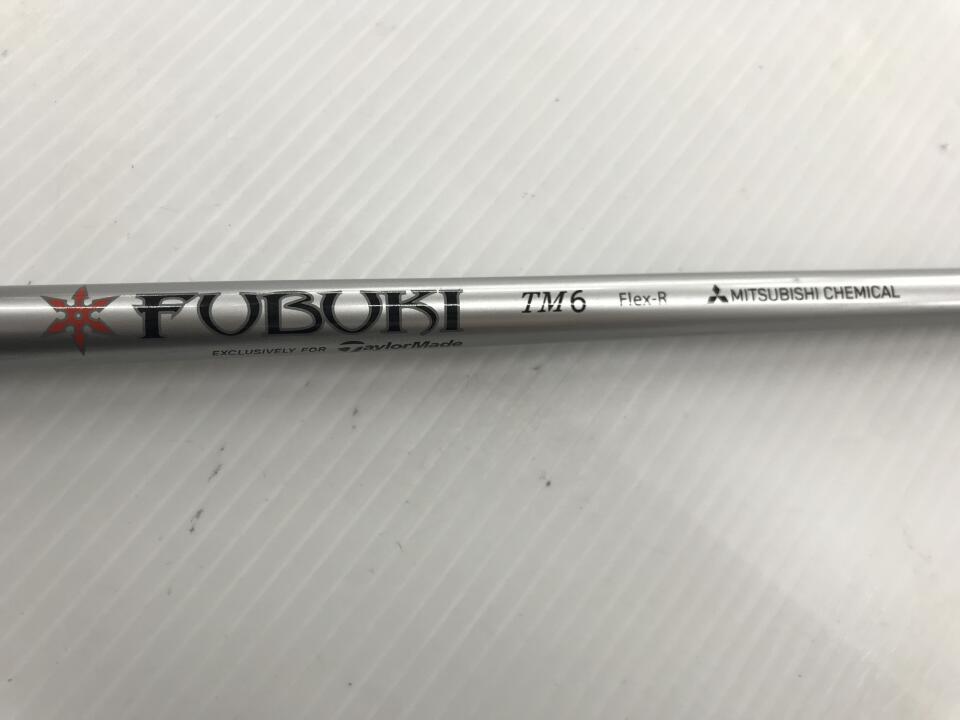 FUBUKI TM6 Flex-R MITSUBISHI CHEMICAL
EXCLUSIVELY FOR TaylorMade